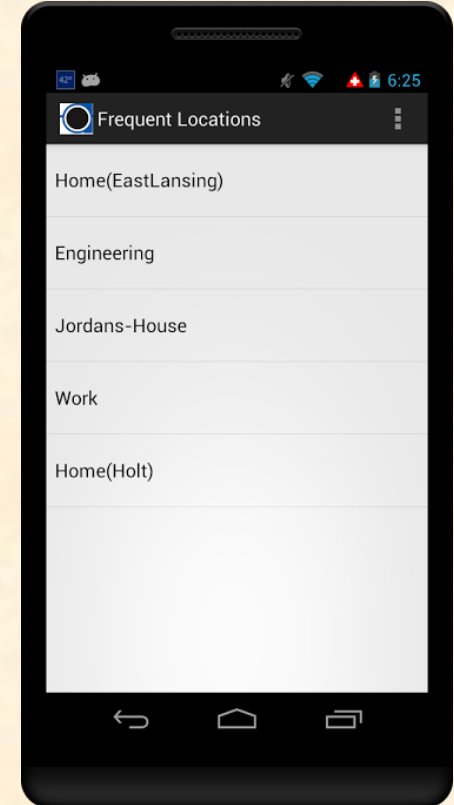 42°
6:25
Frequent Locations
Home(EastLansing)
Engineering
Jordans-House
Work
Home(Holt)